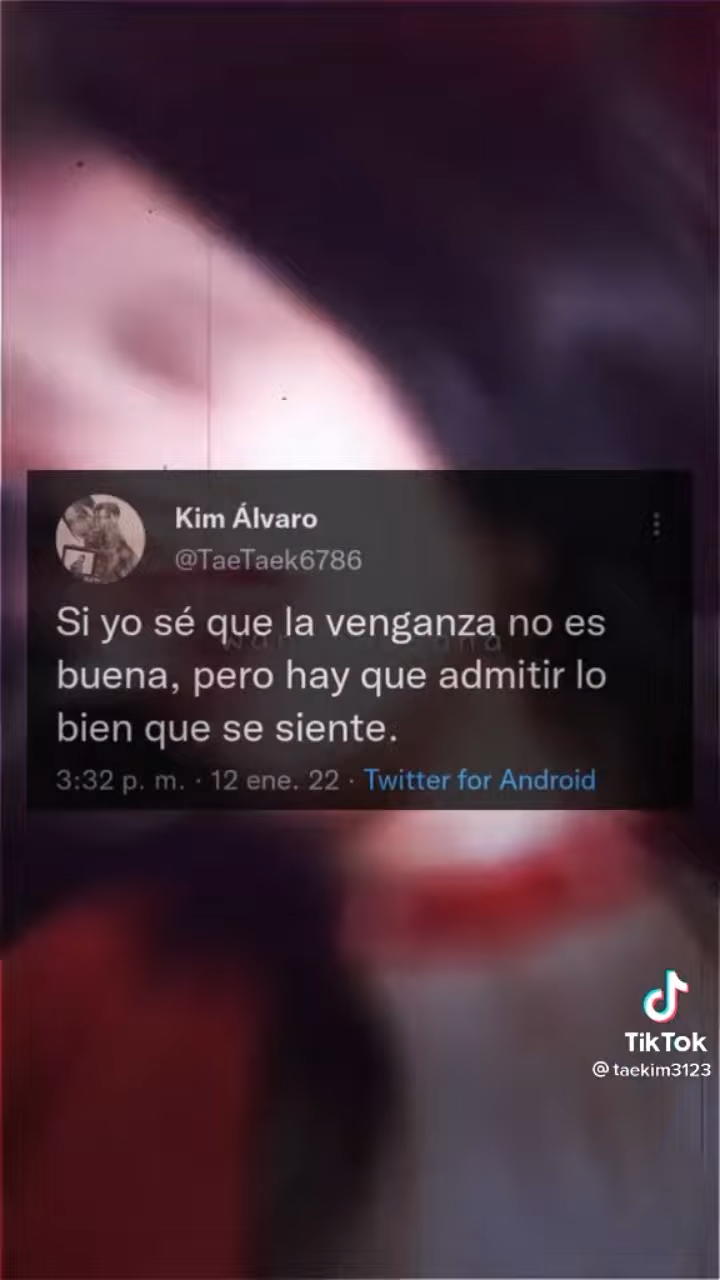 Kim Álvaro
@TaeTaek6786
Si yo sé que la venganza no es
buena, pero hay que admitir lo
bien que se siente.
3:32 p. m. · 12 ene. 22 · Twitter for Android
TikTok
@taekim3123